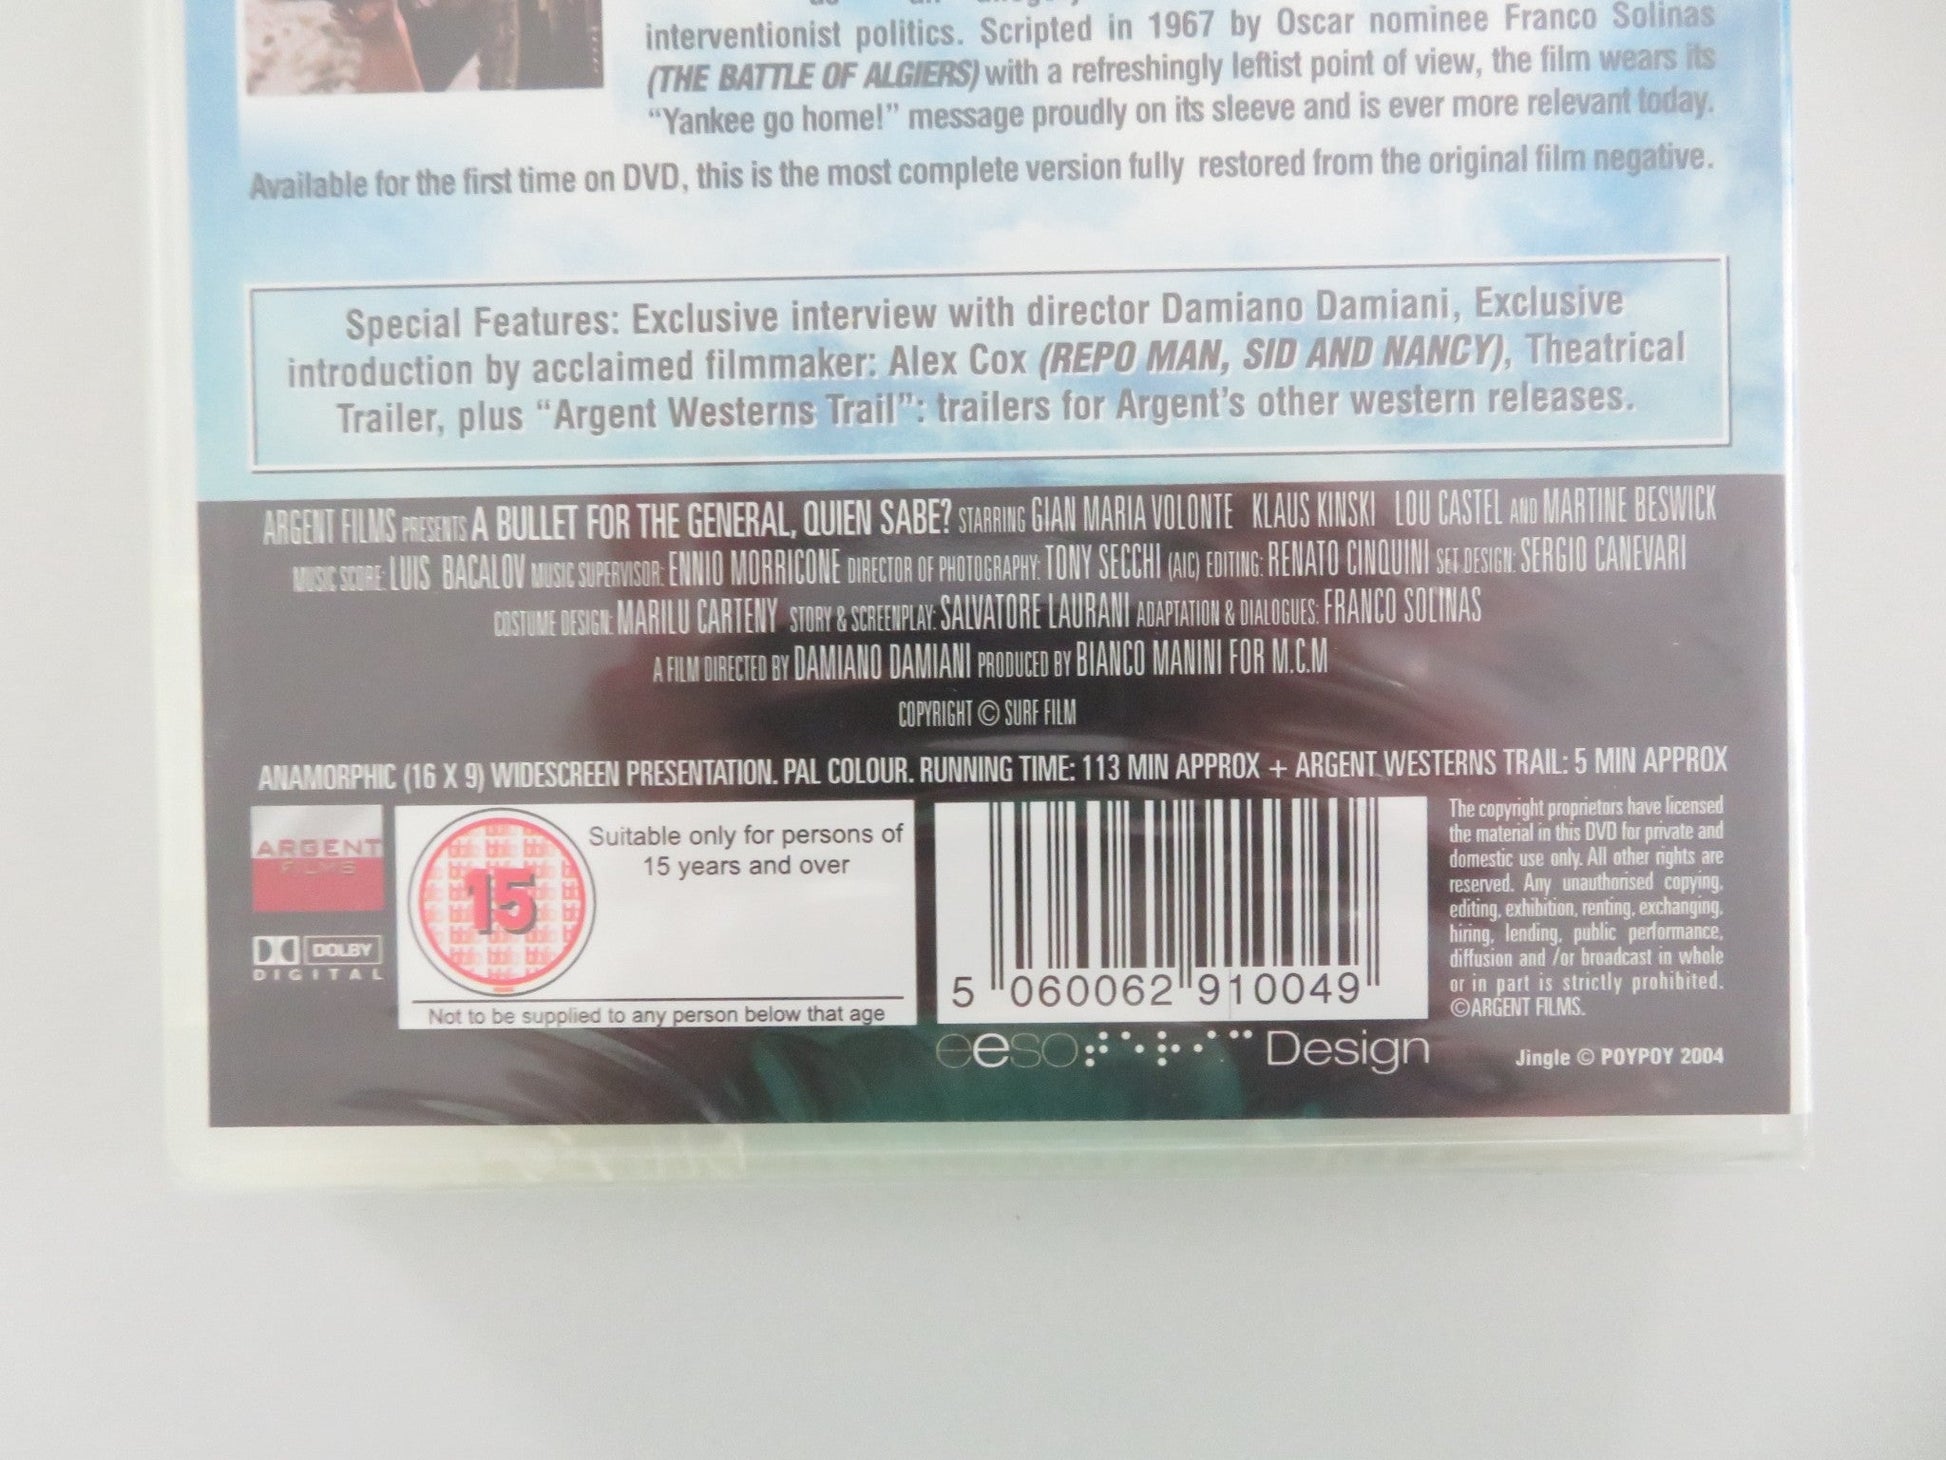 interventionist politics. Scripted in 1967 by Oscar nominee Franco Solinas
(THE BATTLE OF ALGIERS) with a refreshingly leftist point of view, the film wears its
“Yankee go home!” message proudly on its sleeve and is ever more relevant today.
Available for the first time on DVD, this is the most complete version fully restored from the original film negative.
Special Features: Exclusive interview with director Damiano Damiani, Exclusive
introduction by acclaimed filmmaker: Alex Cox (REPO MAN, SID AND NANCY), Theatrical
Trailer, plus “Argent Westerns Trail”: trailers for Argent's other western releases.
ARGENT FILMS PRESENTS A BULLET FOR THE GENERAL, QUIEN SABE? STARRING GIAN MARIA VOLONTE KLAUS KINSKI LOU CASTEL AND MARTINE BESWICK
MUSIC SCORE: LUIS BACALOV MUSIC SUPERVISOR: ENNIO MORRICONE DIRECTOR OF PHOTOGRAPHY: TONY SECCHI (AIC) EDITING: RENATO CINQUINI SET DESIGN: SERGIO CANEVARI
COSTUME DESIGN: MARILU CARTENY STORY & SCREENPLAY: SALVATORE LAURANI ADAPTATION & DIALOGUES: FRANCO SOLINAS
A FILM DIRECTED BY DAMIANO DAMIANI PRODUCED BY BIANCO MANINI FOR M.C.M
COPYRIGHT © SURF FILM
ANAMORPHIC (16 X 9) WIDESCREEN PRESENTATION. PAL COLOUR. RUNNING TIME: 113 MIN APPROX + ARGENT WESTERNS TRAIL: 5 MIN APPROX
ARGENT
FILMS
DOLBY
DIGITAL
15
Suitable only for persons of
15 years and over
Not to be supplied to any person below that age
5 060062 910049
eeso Design
The copyright proprietors have licensed
the material in this DVD for private and
domestic use only. All other rights are
reserved. Any unauthorised copying,
editing, exhibition, renting, exchanging,
hiring, lending, public performance,
diffusion and /or broadcast in whole
or in part is strictly prohibited.
©ARGENT FILMS.
Jingle © POYPOY 2004